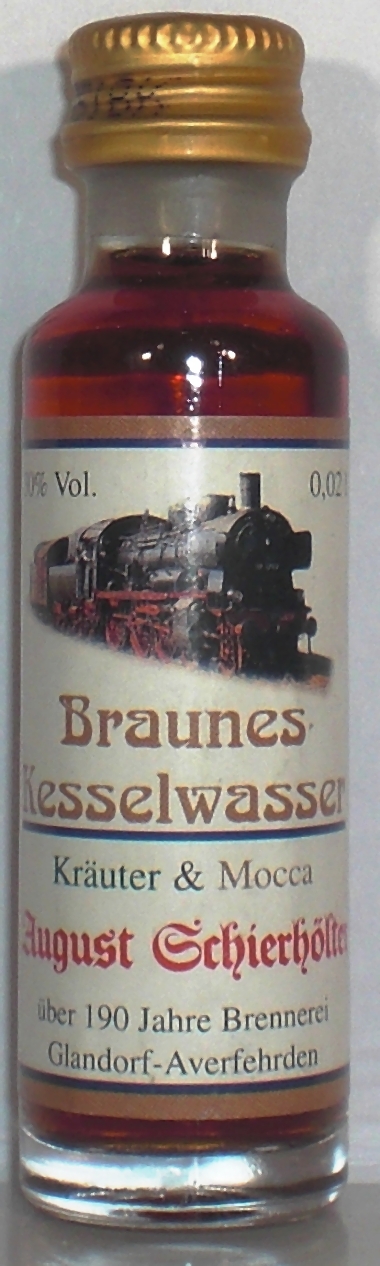 Vol.
0,02
Braunes
Kesselwasser
Kräuter & Mocca
August Schierhölter
über 190 Jahre Brennerei
Glandorf-Averfehrden